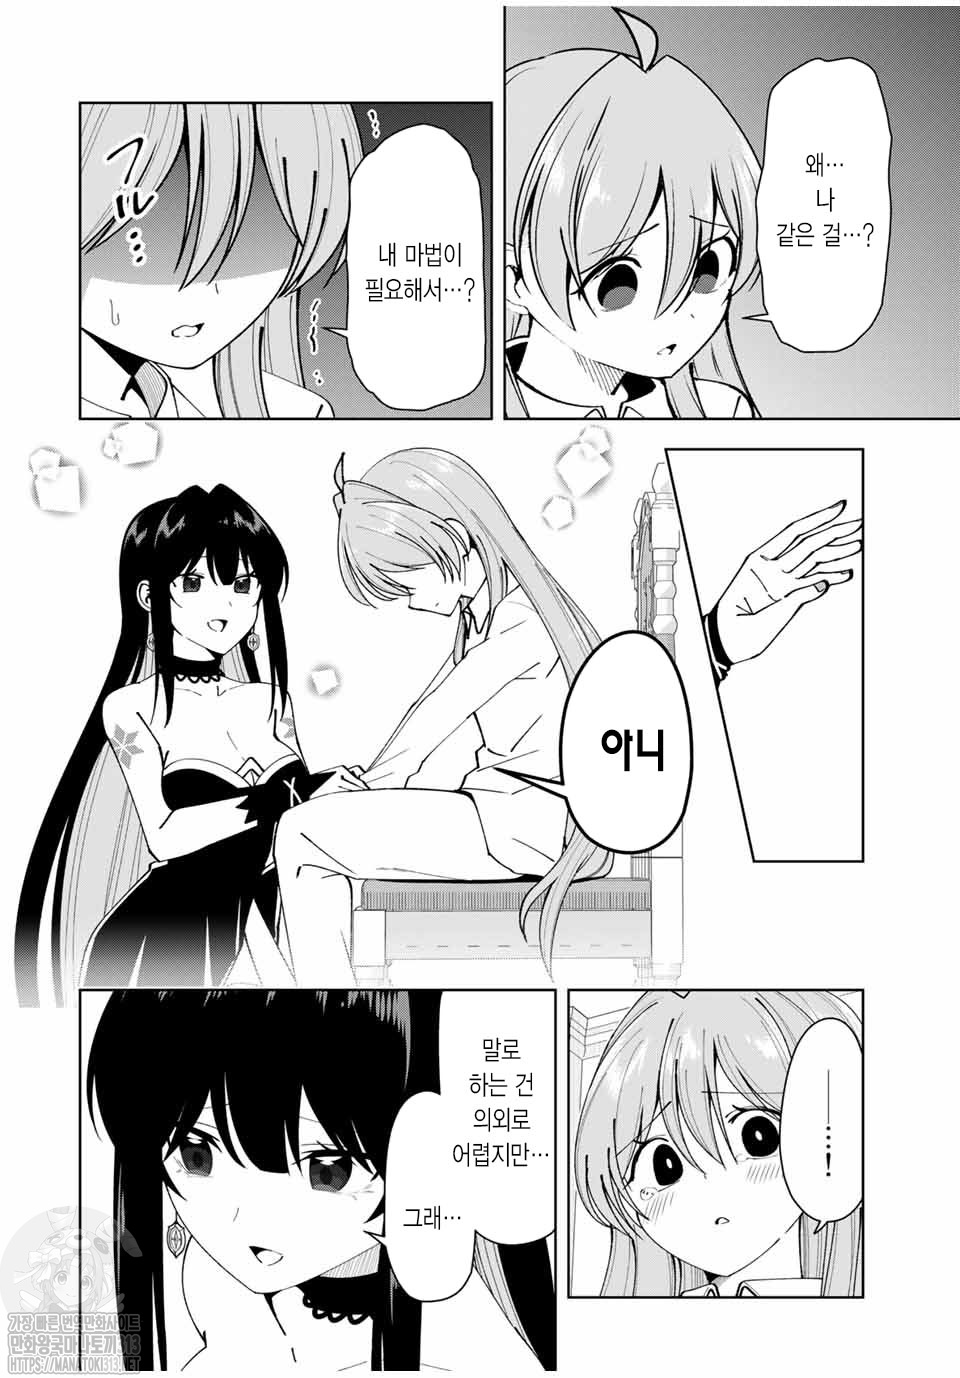 왜…
나
같은 걸…?
내 마법이
필요해서…?
아니
……!
말로
하는 건
의외로
어렵지만…
그래…
가장 빠른 번역만화사이트
만화왕국마나토끼313
HTTPS://MANATOKI313.NET